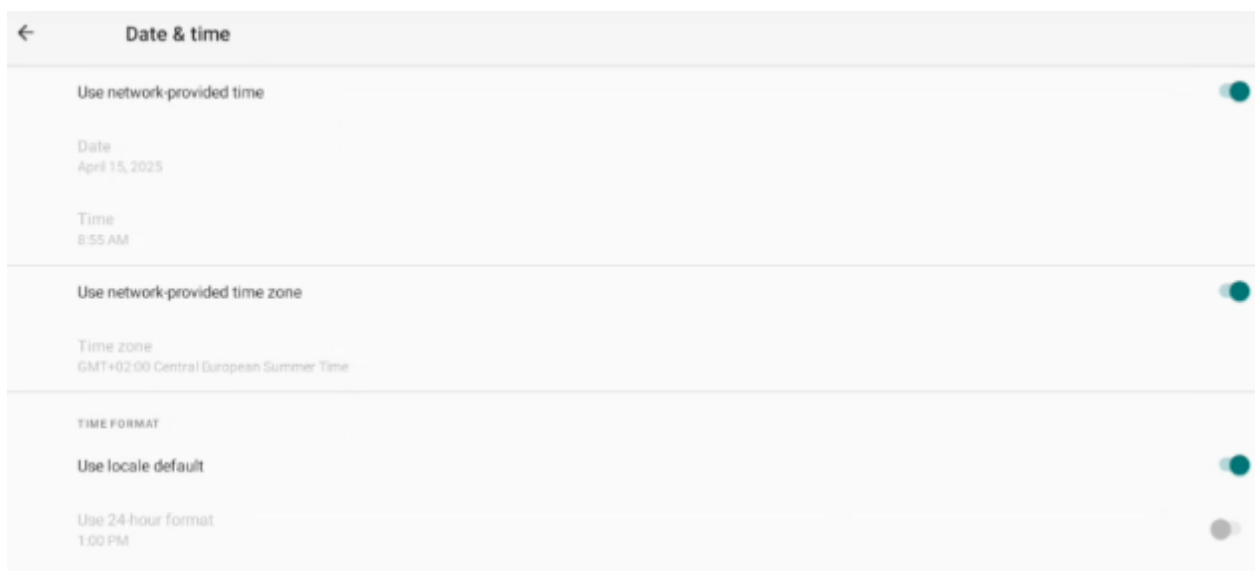 Date & time
Use network-provided time
Date
April 15, 2025
Time
8:55 AM
Use network-provided time zone
Time zone
GMT+02:00 Central European Summer Time
TIME FORMAT
Use locale default
Use 24-hour format
1:00 PM